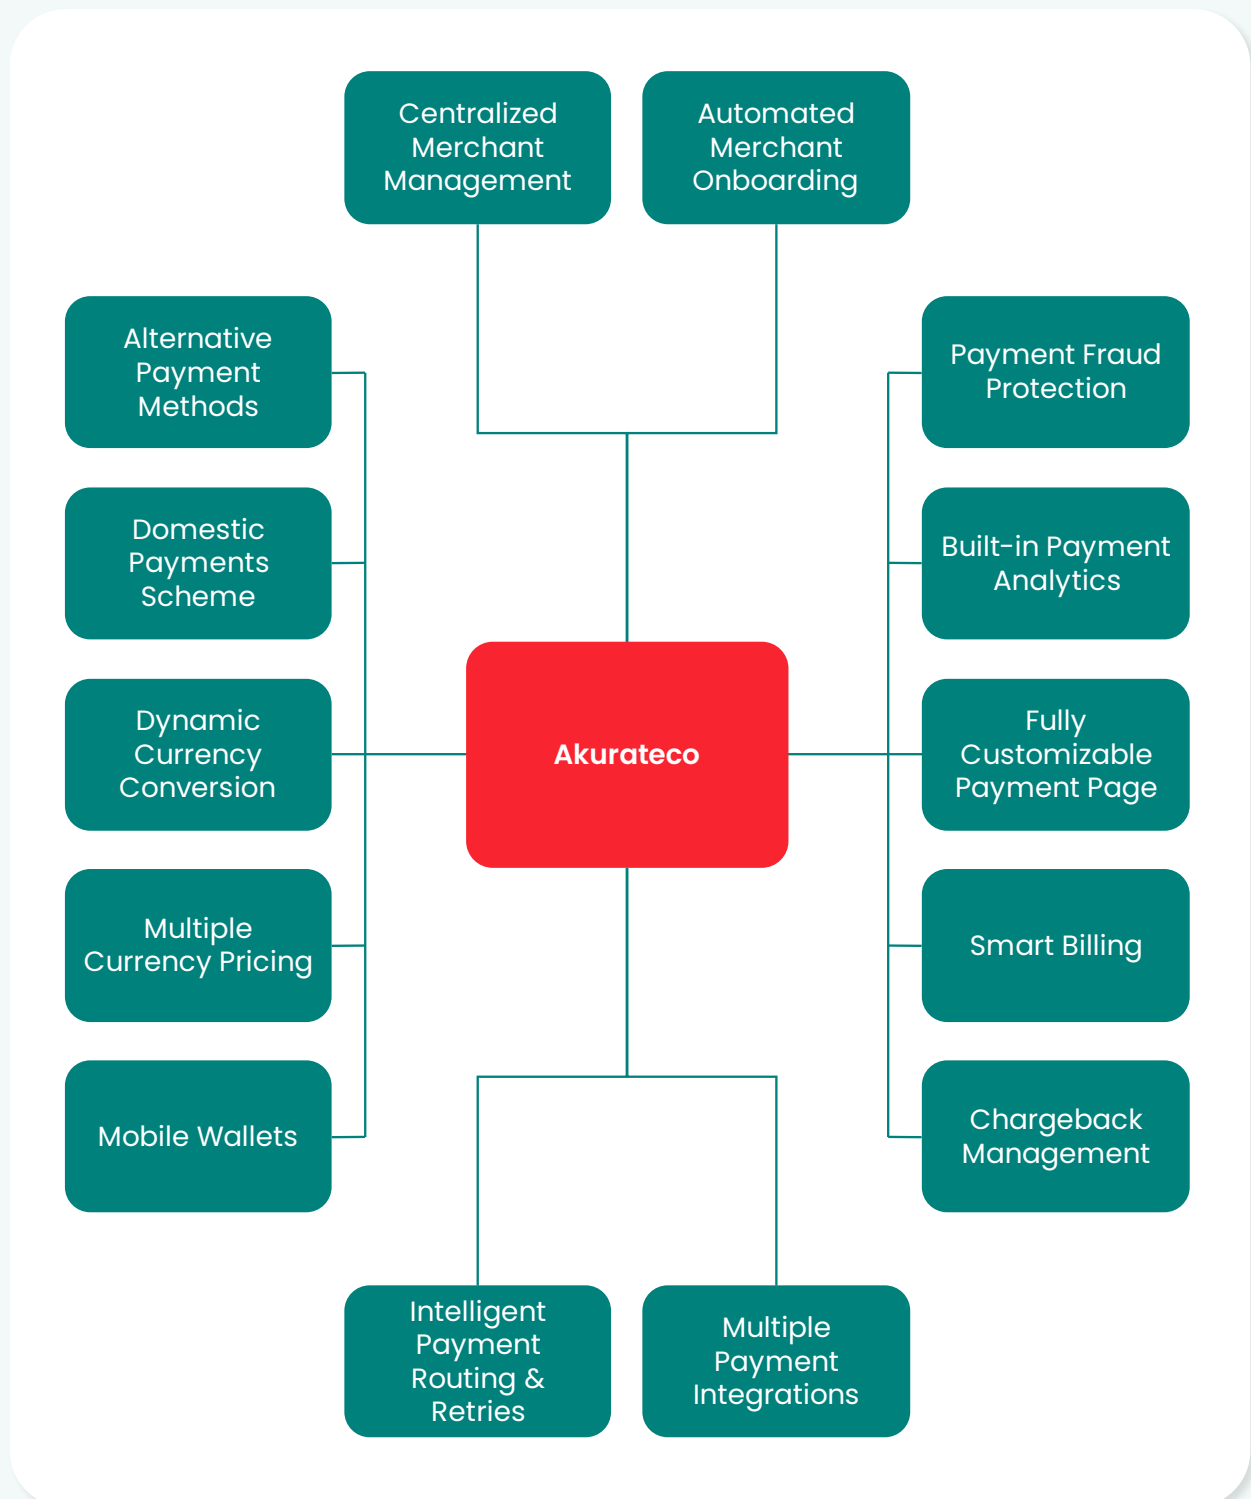 Centralized
Merchant
Management
Automated
Merchant
Onboarding
Alternative
Payment
Methods
Domestic
Payments
Scheme
Dynamic
Currency
Conversion
Multiple
Currency Pricing
Mobile Wallets
Akurateco
Payment Fraud
Protection
Built-in Payment
Analytics
Fully
Customizable
Payment Page
Smart Billing
Chargeback
Management
Intelligent
Payment
Routing &
Retries
Multiple
Payment
Integrations